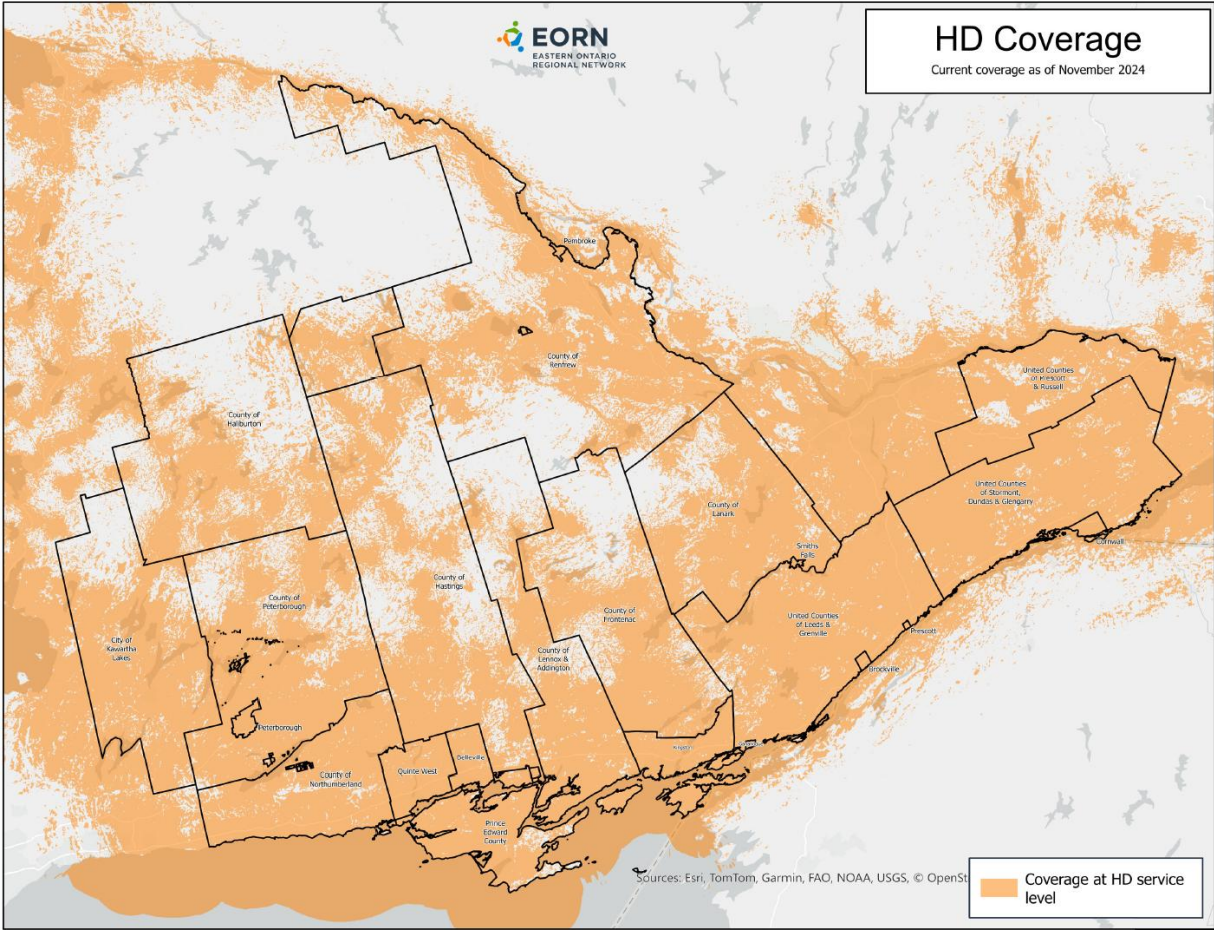 EORN
EASTERN ONTARIO
REGIONAL NETWORK
HD Coverage
Current coverage as of November 2024
Pembroke
County of
Renfrew
United Counties
of Prescott
& Russell
County of
Haliburton
County of
Lanark
United Counties
of Stormont,
Dundas & Glengarry
Cornwall
Smiths
Falls
County of
Hastings
County of
Peterborough
County of
Frontenac
United Counties
of Leeds &
Grenville
Prescott
City of
Kawartha
Lakes
County of
Lennox &
Addington
Brockville
Peterborough
Kingston
Belleville
Quinte West
County of
Northumberland
Prince
Edward
County
Sources: Esri, TomTom, Garmin, FAO, NOAA, USGS, © OpenSt
Coverage at HD service
level